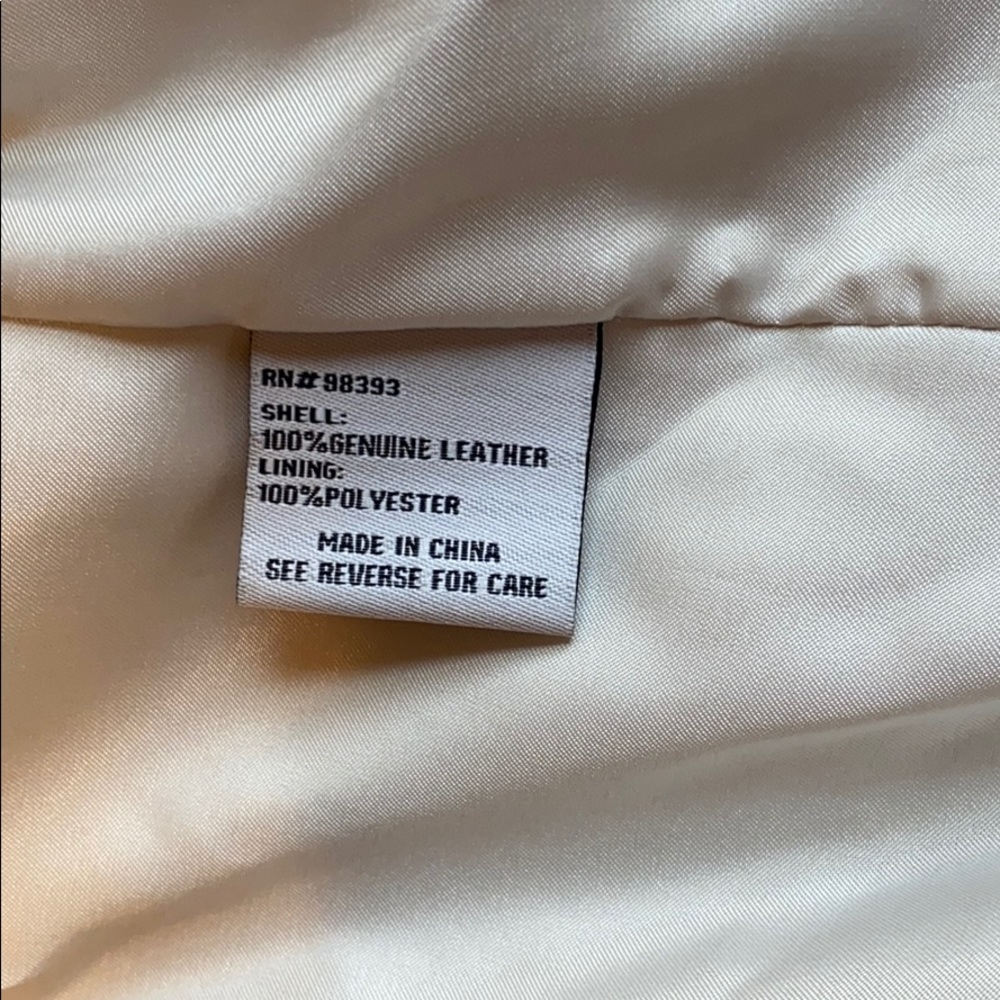 RN#98393
SHELL:
100%GENUINE LEATHER
LINING:
100%POLYESTER
MADE IN CHINA
SEE REVERSE FOR CARE